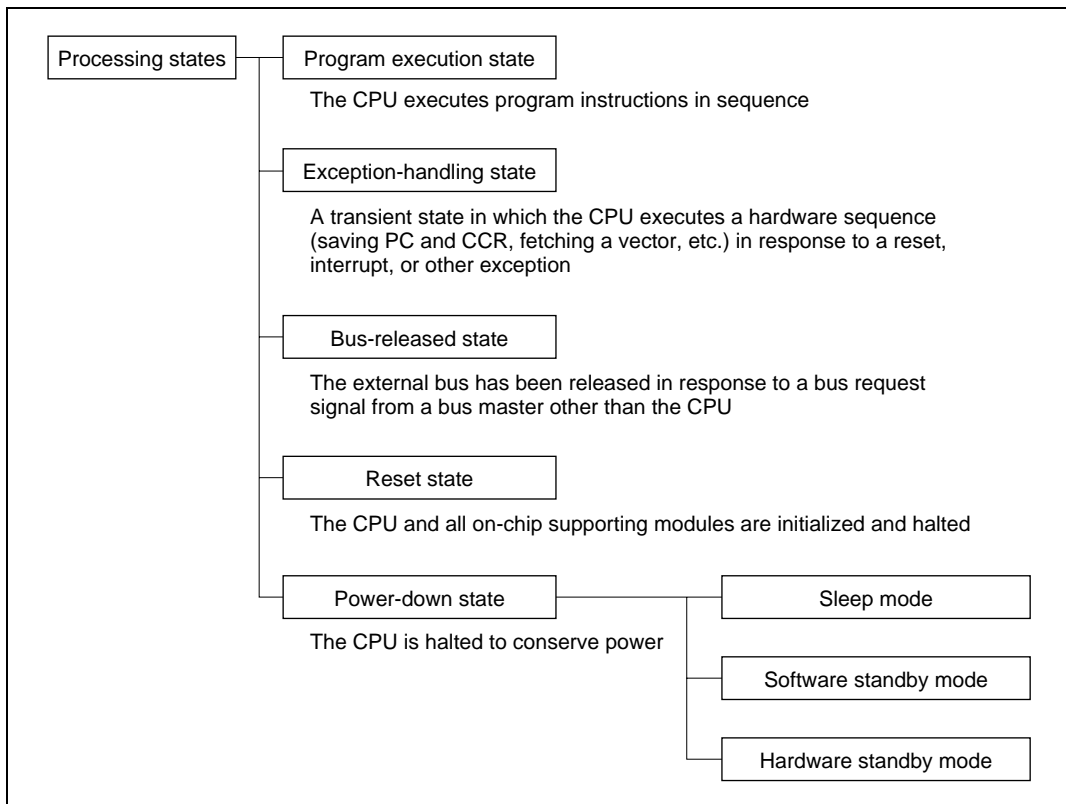 Processing states
Program execution state
The CPU executes program instructions in sequence
Exception-handling state
A transient state in which the CPU executes a hardware sequence
(saving PC and CCR, fetching a vector, etc.) in response to a reset,
interrupt, or other exception
Bus-released state
The external bus has been released in response to a bus request
signal from a bus master other than the CPU
Reset state
The CPU and all on-chip supporting modules are initialized and halted
Power-down state
The CPU is halted to conserve power
Sleep mode
Software standby mode
Hardware standby mode